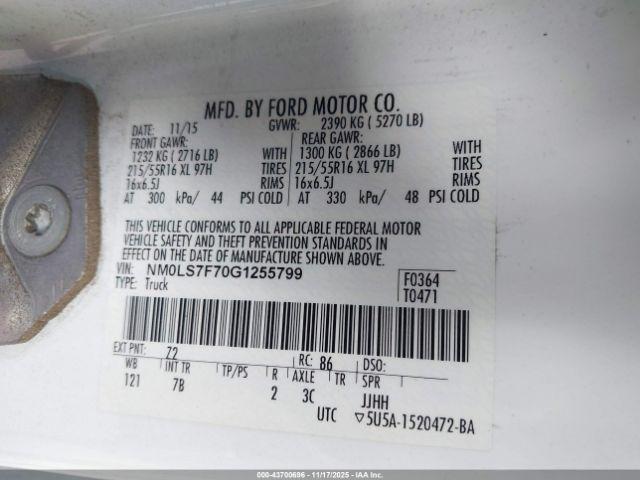 MFD. BY FORD MOTOR CO.
DATE: 11/15 GVWR: 2390 KG ( 5270 LB)
FRONT GAWR: REAR GAWR:
1232 KG ( 2716 LB) WITH 1300 KG ( 2866 LB) WITH
215/55R16 XL 97H TIRES 215/55R16 XL 97H TIRES
16x6.5J RIMS 16x6.5J RIMS
AT 300 kPa/ 44 PSI COLD AT 330 kPa/ 48 PSI COLD
THIS VEHICLE CONFORMS TO ALL APPLICABLE FEDERAL MOTOR
VEHICLE SAFETY AND THEFT PREVENTION STANDARDS IN
EFFECT ON THE DATE OF MANUFACTURE SHOWN ABOVE.
VIN: NM0LS7F70G1255799 F0364
TYPE: Truck T0471
EXT PNT: 72 RC: 86 DSO:
WB INT TR TP/PS R AXLE TR SPR
121 7B 2 3C JJHH
UTC ▽5U5A-1520472-BA
000-43700696 - 11/17/2025 - IAAI.COM